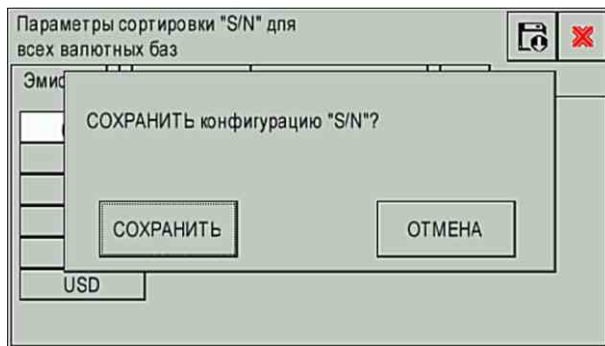 Параметры сортировки "S/N" для
всех валютных баз
СОХРАНИТЬ конфигурацию "S/N"?
СОХРАНИТЬ
ОТМЕНА
USD